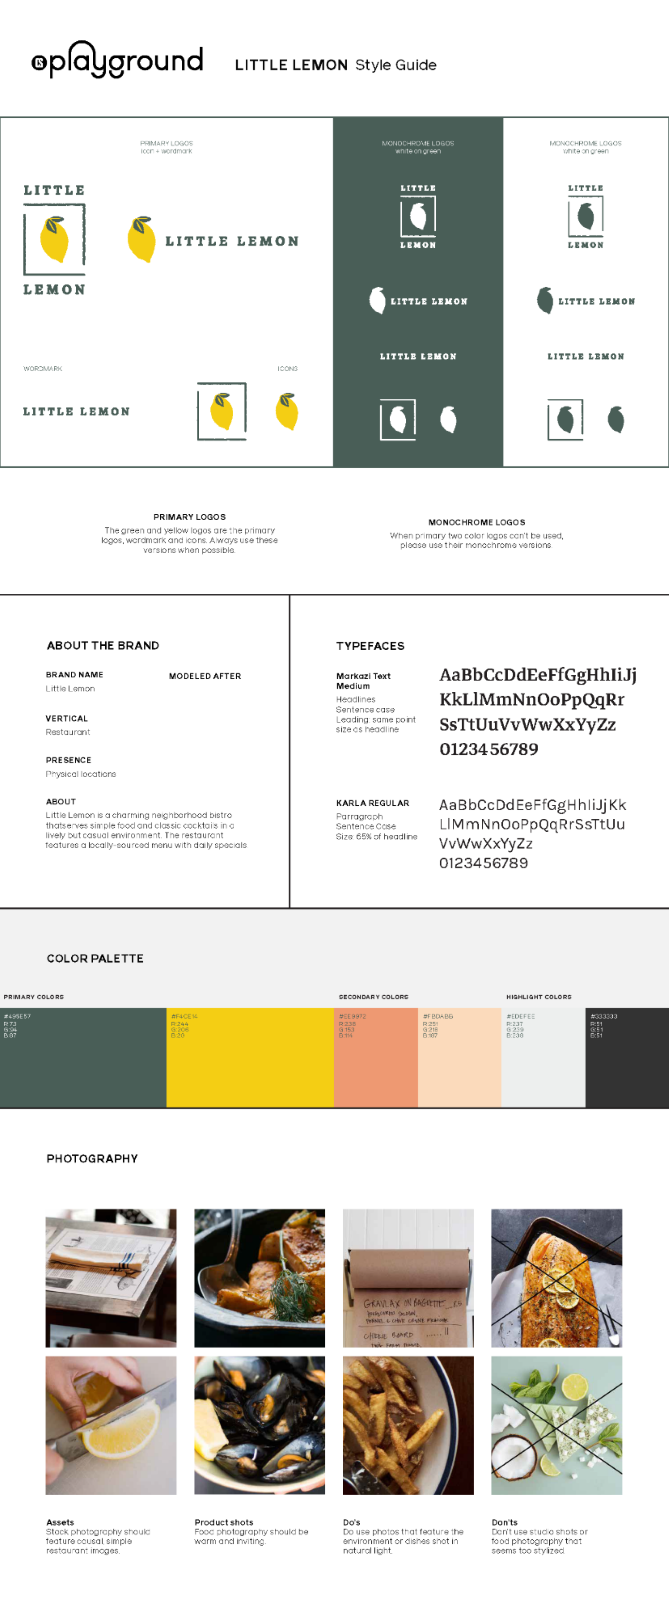 playground
LITTLE LEMON Style Guide
PRIMARY LOGOS
icon + wordmark
MONOCHROME LOGOS
white on green
MONOCHROME LOGOS
white on green
LITTLE
LEMON
LITTLE LEMON
LITTLE
LEMON
LITTLE LEMON
LITTLE LEMON
LITTLE
LEMON
LITTLE LEMON
LITTLE LEMON
WORDMARK
ICONS
LITTLE LEMON
PRIMARY LOGOS
The green and yellow logos are the primary
logos, wordmark and icons. Always use these
versions when possible.
MONOCHROME LOGOS
When primary two color logos can't be used,
please use their monochrome versions.
ABOUT THE BRAND
BRAND NAME
Little Lemon
MODELED AFTER
VERTICAL
Restaurant
PRESENCE
Physical locations
ABOUT
Little Lemon is a charming neighborhood bistro
that serves simple food and classic cocktails in a
lively but casual environment. The restaurant
features a locally-sourced menu with daily specials
TYPEFACES
Markazi Text
Medium
Headlines
Sentence case
Leading: same point
size as headline
AaBbCcDdEeFfGgHhIiJj
KkLlMmNnOoPpQqRr
SsTtUuVvWwXxYyZz
0123456789
KARLA REGULAR
Parragraph
Sentence Case
Size: 65% of headline
AaBbCcDdEeFfGgHhIiJjKk
LlMmNnOoPpQqRrSsTtUu
VvWwXxYyZz
0123456789
COLOR PALETTE
PRIMARY COLORS
SECONDARY COLORS
HIGHLIGHT COLORS
#495E57
R:73
G:94
B:87
#F4CE14
R:244
G:206
B:20
#EE9972
R:238
G:153
B:114
#FBDABB
R:251
G:218
B:187
#EDEFEE
R:237
G:239
B:238
#333333
R:51
G:51
B:51
PHOTOGRAPHY
GRAVLAX ON BAGUETTE
CHEESE BOARD
Assets
Stock photography should
feature causal, simple
restaurant images.
Product shots
Food photography should be
warm and inviting.
Do's
Do use photos that feature the
environment or dishes shot in
natural light.
Don'ts
Don't use studio shots or
food photography that
seems too stylized.